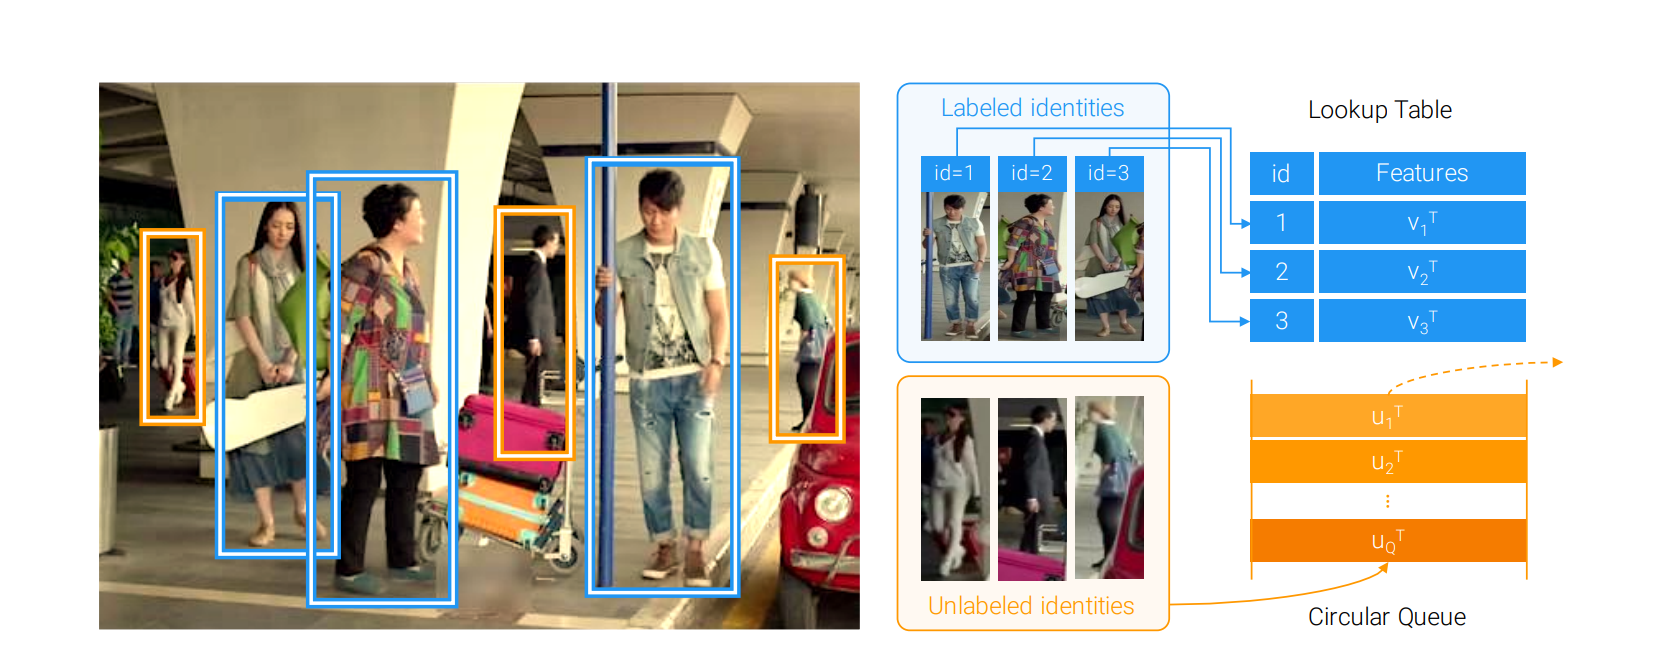 Labeled identities
id=1 id=2 id=3
Unlabeled identities
Lookup Table
id Features
1 v₁ᵀ
2 v₂ᵀ
3 v₃ᵀ
u₁ᵀ
u₂ᵀ
⋮
u_Qᵀ
Circular Queue